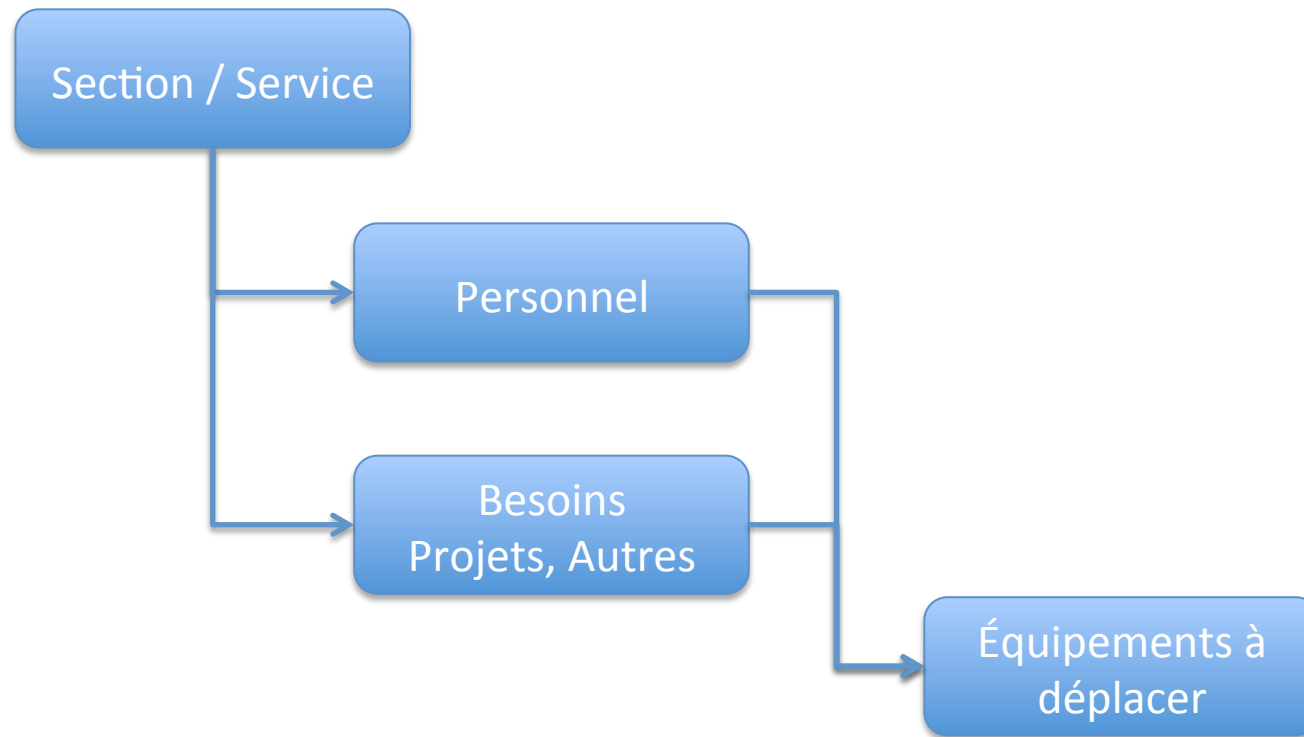 Section / Service
Personnel
Besoins
Projets, Autres
Équipements à
déplacer